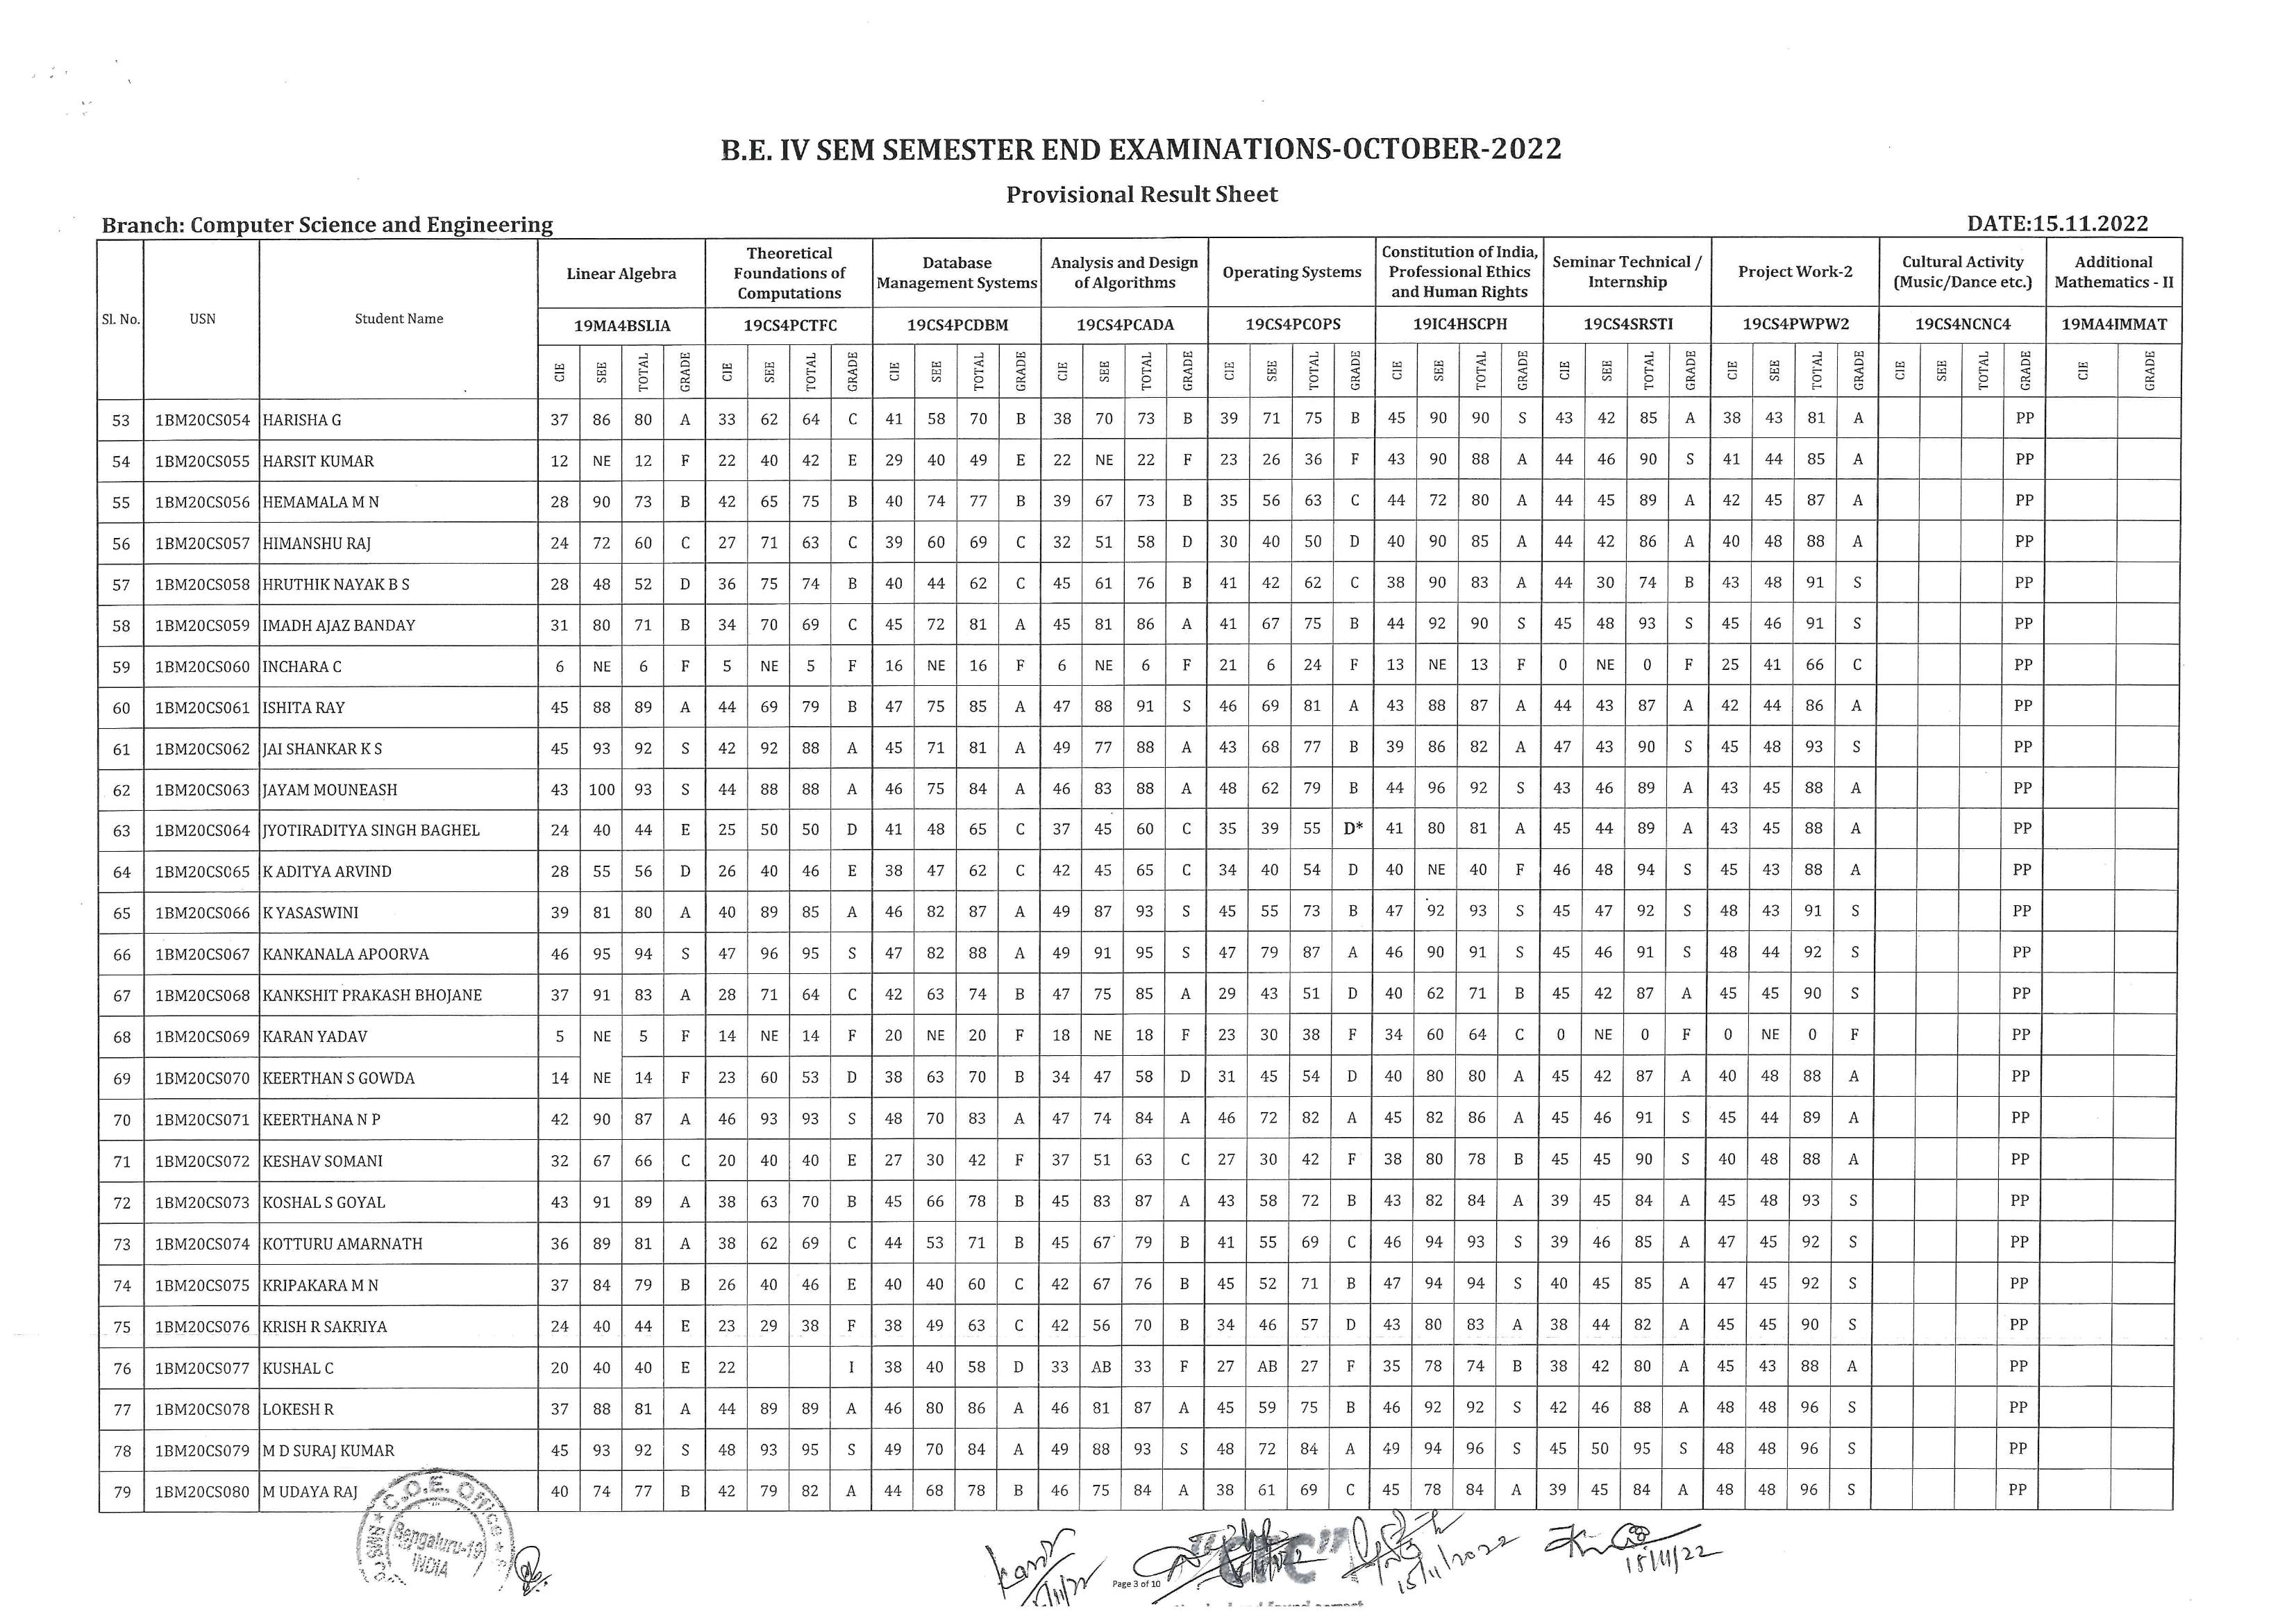 B.E. IV SEM SEMESTER END EXAMINATIONS-OCTOBER-2022
Provisional Result Sheet
Branch: Computer Science and Engineering DATE:15.11.2022
Sl. No. USN Student Name Linear Algebra Theoretical Foundations of Computations Database Management Systems Analysis and Design of Algorithms Operating Systems Constitution of India, Professional Ethics and Human Rights Seminar Technical / Internship Project Work-2 Cultural Activity (Music/Dance etc.) Additional Mathematics - II
19MA4BSLIA 19CS4PCTFC 19CS4PCDBM 19CS4PCADA 19CS4PCOPS 19IC4HSCPH 19CS4SRSTI 19CS4PWPW2 19CS4NCNC4 19MA4IMMAT
CIE SEE TOTAL GRADE CIE SEE TOTAL GRADE CIE SEE TOTAL GRADE CIE SEE TOTAL GRADE CIE SEE TOTAL GRADE CIE SEE TOTAL GRADE CIE SEE TOTAL GRADE CIE SEE TOTAL GRADE CIE SEE TOTAL GRADE CIE GRADE
53 1BM20CS054 HARISHA G 37 86 80 A 33 62 64 C 41 58 70 B 38 70 73 B 39 71 75 B 45 90 90 S 43 42 85 A 38 43 81 A PP
54 1BM20CS055 HARSIT KUMAR 12 NE 12 F 22 40 42 E 29 40 49 E 22 NE 22 F 23 26 36 F 43 90 88 A 44 46 90 S 41 44 85 A PP
55 1BM20CS056 HEMAMALA M N 28 90 73 B 42 65 75 B 40 74 77 B 39 67 73 B 35 56 63 C 44 72 80 A 44 45 89 A 42 45 87 A PP
56 1BM20CS057 HIMANSHU RAJ 24 72 60 C 27 71 63 C 39 60 69 C 32 51 58 D 30 40 50 D 40 90 85 A 44 42 86 A 40 48 88 A PP
57 1BM20CS058 HRUTHIK NAYAK B S 28 48 52 D 36 75 74 B 40 44 62 C 45 61 76 B 41 42 62 C 38 90 83 A 44 30 74 B 43 48 91 S PP
58 1BM20CS059 IMADH AJAZ BANDAY 31 80 71 B 34 70 69 C 45 72 81 A 45 81 86 A 41 67 75 B 44 92 90 S 45 48 93 S 45 46 91 S PP
59 1BM20CS060 INCHARA C 6 NE 6 F 5 NE 5 F 16 NE 16 F 6 NE 6 F 21 6 24 F 13 NE 13 F 0 NE 0 F 25 41 66 C PP
60 1BM20CS061 ISHITA RAY 45 88 89 A 44 69 79 B 47 75 85 A 47 88 91 S 46 69 81 A 43 88 87 A 44 43 87 A 42 44 86 A PP
61 1BM20CS062 JAI SHANKAR K S 45 93 92 S 42 92 88 A 45 71 81 A 49 77 88 A 43 68 77 B 39 86 82 A 47 43 90 S 45 48 93 S PP
62 1BM20CS063 JAYAM MOUNEASH 43 100 93 S 44 88 88 A 46 75 84 A 46 83 88 A 48 62 79 B 44 96 92 S 43 46 89 A 43 45 88 A PP
63 1BM20CS064 JYOTIRADITYA SINGH BAGHEL 24 40 44 E 25 50 50 D 41 48 65 C 37 45 60 C 35 39 55 D* 41 80 81 A 45 44 89 A 43 45 88 A PP
64 1BM20CS065 K ADITYA ARVIND 28 55 56 D 26 40 46 E 38 47 62 C 42 45 65 C 34 40 54 D 40 NE 40 F 46 48 94 S 45 43 88 A PP
65 1BM20CS066 K YASASWINI 39 81 80 A 40 89 85 A 46 82 87 A 49 87 93 S 45 55 73 B 47 92 93 S 45 47 92 S 48 43 91 S PP
66 1BM20CS067 KANKANALA APOORVA 46 95 94 S 47 96 95 S 47 82 88 A 49 91 95 S 47 79 87 A 46 90 91 S 45 46 91 S 48 44 92 S PP
67 1BM20CS068 KANKSHIT PRAKASH BHOJANE 37 91 83 A 28 71 64 C 42 63 74 B 47 75 85 A 29 43 51 D 40 62 71 B 45 42 87 A 45 45 90 S PP
68 1BM20CS069 KARAN YADAV 5 NE 5 F 14 NE 14 F 20 NE 20 F 18 NE 18 F 23 30 38 F 34 60 64 C 0 NE 0 F 0 NE 0 F PP
69 1BM20CS070 KEERTHAN S GOWDA 14 NE 14 F 23 60 53 D 38 63 70 B 34 47 58 D 31 45 54 D 40 80 80 A 45 42 87 A 40 48 88 A PP
70 1BM20CS071 KEERTHANA N P 42 90 87 A 46 93 93 S 48 70 83 A 47 74 84 A 46 72 82 A 45 82 86 A 45 46 91 S 45 44 89 A PP
71 1BM20CS072 KESHAV SOMANI 32 67 66 C 20 40 40 E 27 30 42 F 37 51 63 C 27 30 42 F 38 80 78 B 45 45 90 S 40 48 88 A PP
72 1BM20CS073 KOSHAL S GOYAL 43 91 89 A 38 63 70 B 45 66 78 B 45 83 87 A 43 58 72 B 43 82 84 A 39 45 84 A 45 48 93 S PP
73 1BM20CS074 KOTTURU AMARNATH 36 89 81 A 38 62 69 C 44 53 71 B 45 67 79 B 41 55 69 C 46 94 93 S 39 46 85 A 47 45 92 S PP
74 1BM20CS075 KRIPAKARA M N 37 84 79 B 26 40 46 E 40 40 60 C 42 67 76 B 45 52 71 B 47 94 94 S 40 45 85 A 47 45 92 S PP
75 1BM20CS076 KRISH R SAKRIYA 24 40 44 E 23 29 38 F 38 49 63 C 42 56 70 B 34 46 57 D 43 80 83 A 38 44 82 A 45 45 90 S PP
76 1BM20CS077 KUSHAL C 20 40 40 E 22 I 38 40 58 D 33 AB 33 F 27 AB 27 F 35 78 74 B 38 42 80 A 45 43 88 A PP
77 1BM20CS078 LOKESH R 37 88 81 A 44 89 89 A 46 80 86 A 46 81 87 A 45 59 75 B 46 92 92 S 42 46 88 A 48 48 96 S PP
78 1BM20CS079 M D SURAJ KUMAR 45 93 92 S 48 93 95 S 49 70 84 A 49 88 93 S 48 72 84 A 49 94 96 S 45 50 95 S 48 48 96 S PP
79 1BM20CS080 M UDAYA RAJ 40 74 77 B 42 79 82 A 44 68 78 B 46 75 84 A 38 61 69 C 45 78 84 A 39 45 84 A 48 48 96 S PP
C.O.E. Office
Bengaluru-19
INDIA
15/11/2022
15/11/22
Page 3 of 10